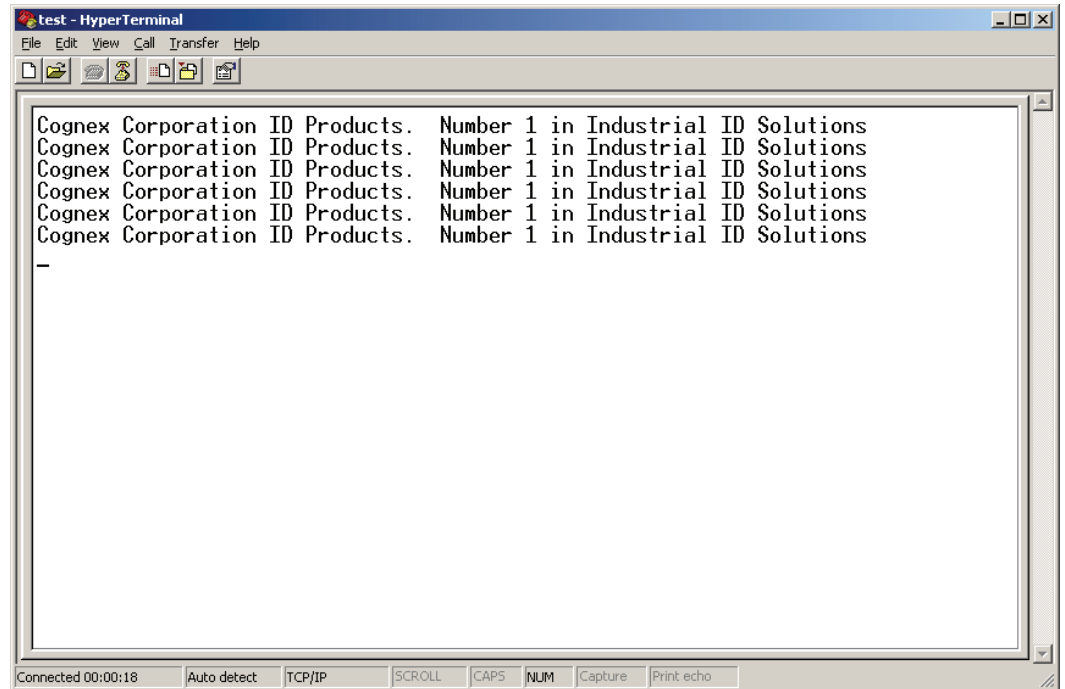 test - HyperTerminal
File Edit View Call Transfer Help
Cognex Corporation ID Products.  Number 1 in Industrial ID Solutions
Cognex Corporation ID Products.  Number 1 in Industrial ID Solutions
Cognex Corporation ID Products.  Number 1 in Industrial ID Solutions
Cognex Corporation ID Products.  Number 1 in Industrial ID Solutions
Cognex Corporation ID Products.  Number 1 in Industrial ID Solutions
Cognex Corporation ID Products.  Number 1 in Industrial ID Solutions
_
Connected 00:00:18 Auto detect TCP/IP SCROLL CAPS NUM Capture Print echo